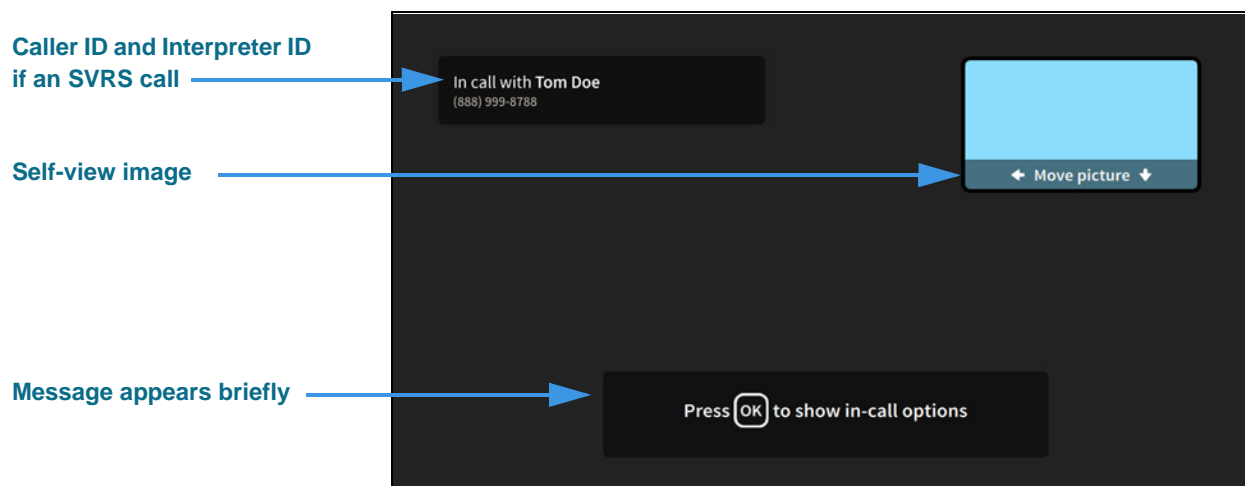 Caller ID and Interpreter ID
if an SVRS call
In call with Tom Doe
(888) 999-8788
Self-view image
Move picture
Message appears briefly
Press OK to show in-call options